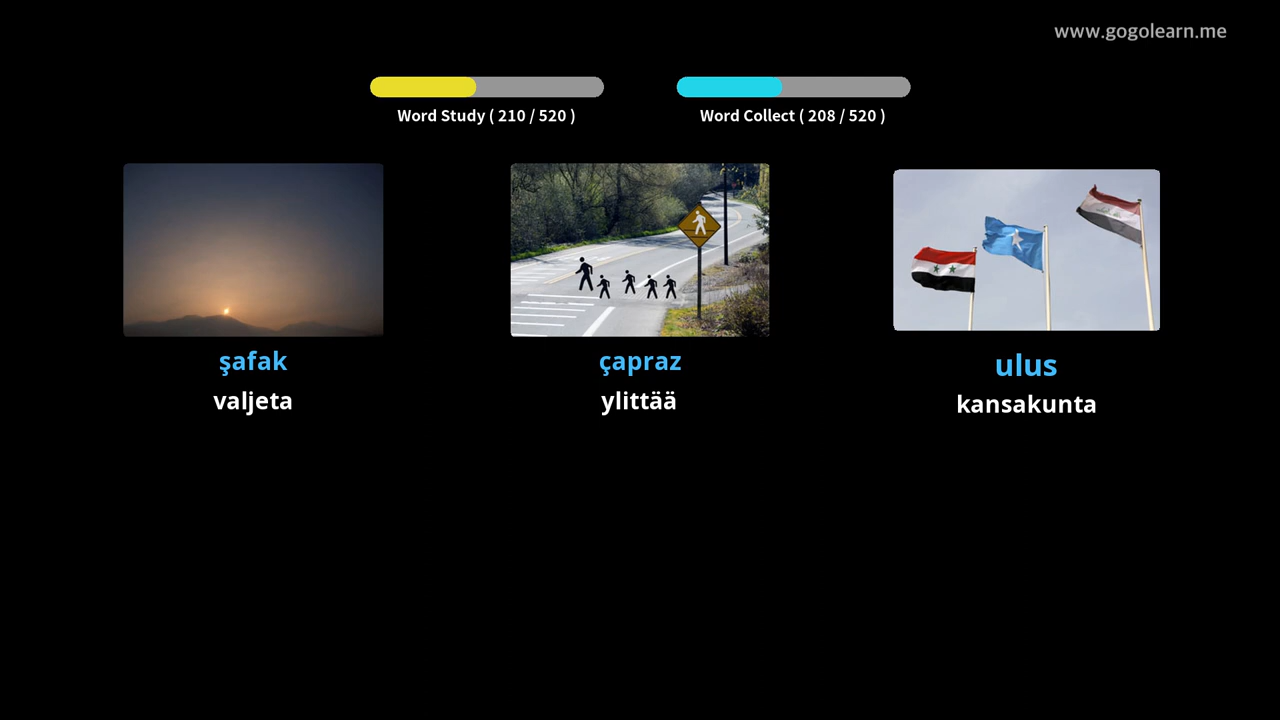 www.gogolearn.me
Word Study ( 210 / 520 )
Word Collect ( 208 / 520 )
şafak
valjeta
çapraz
ylittää
ulus
kansakunta